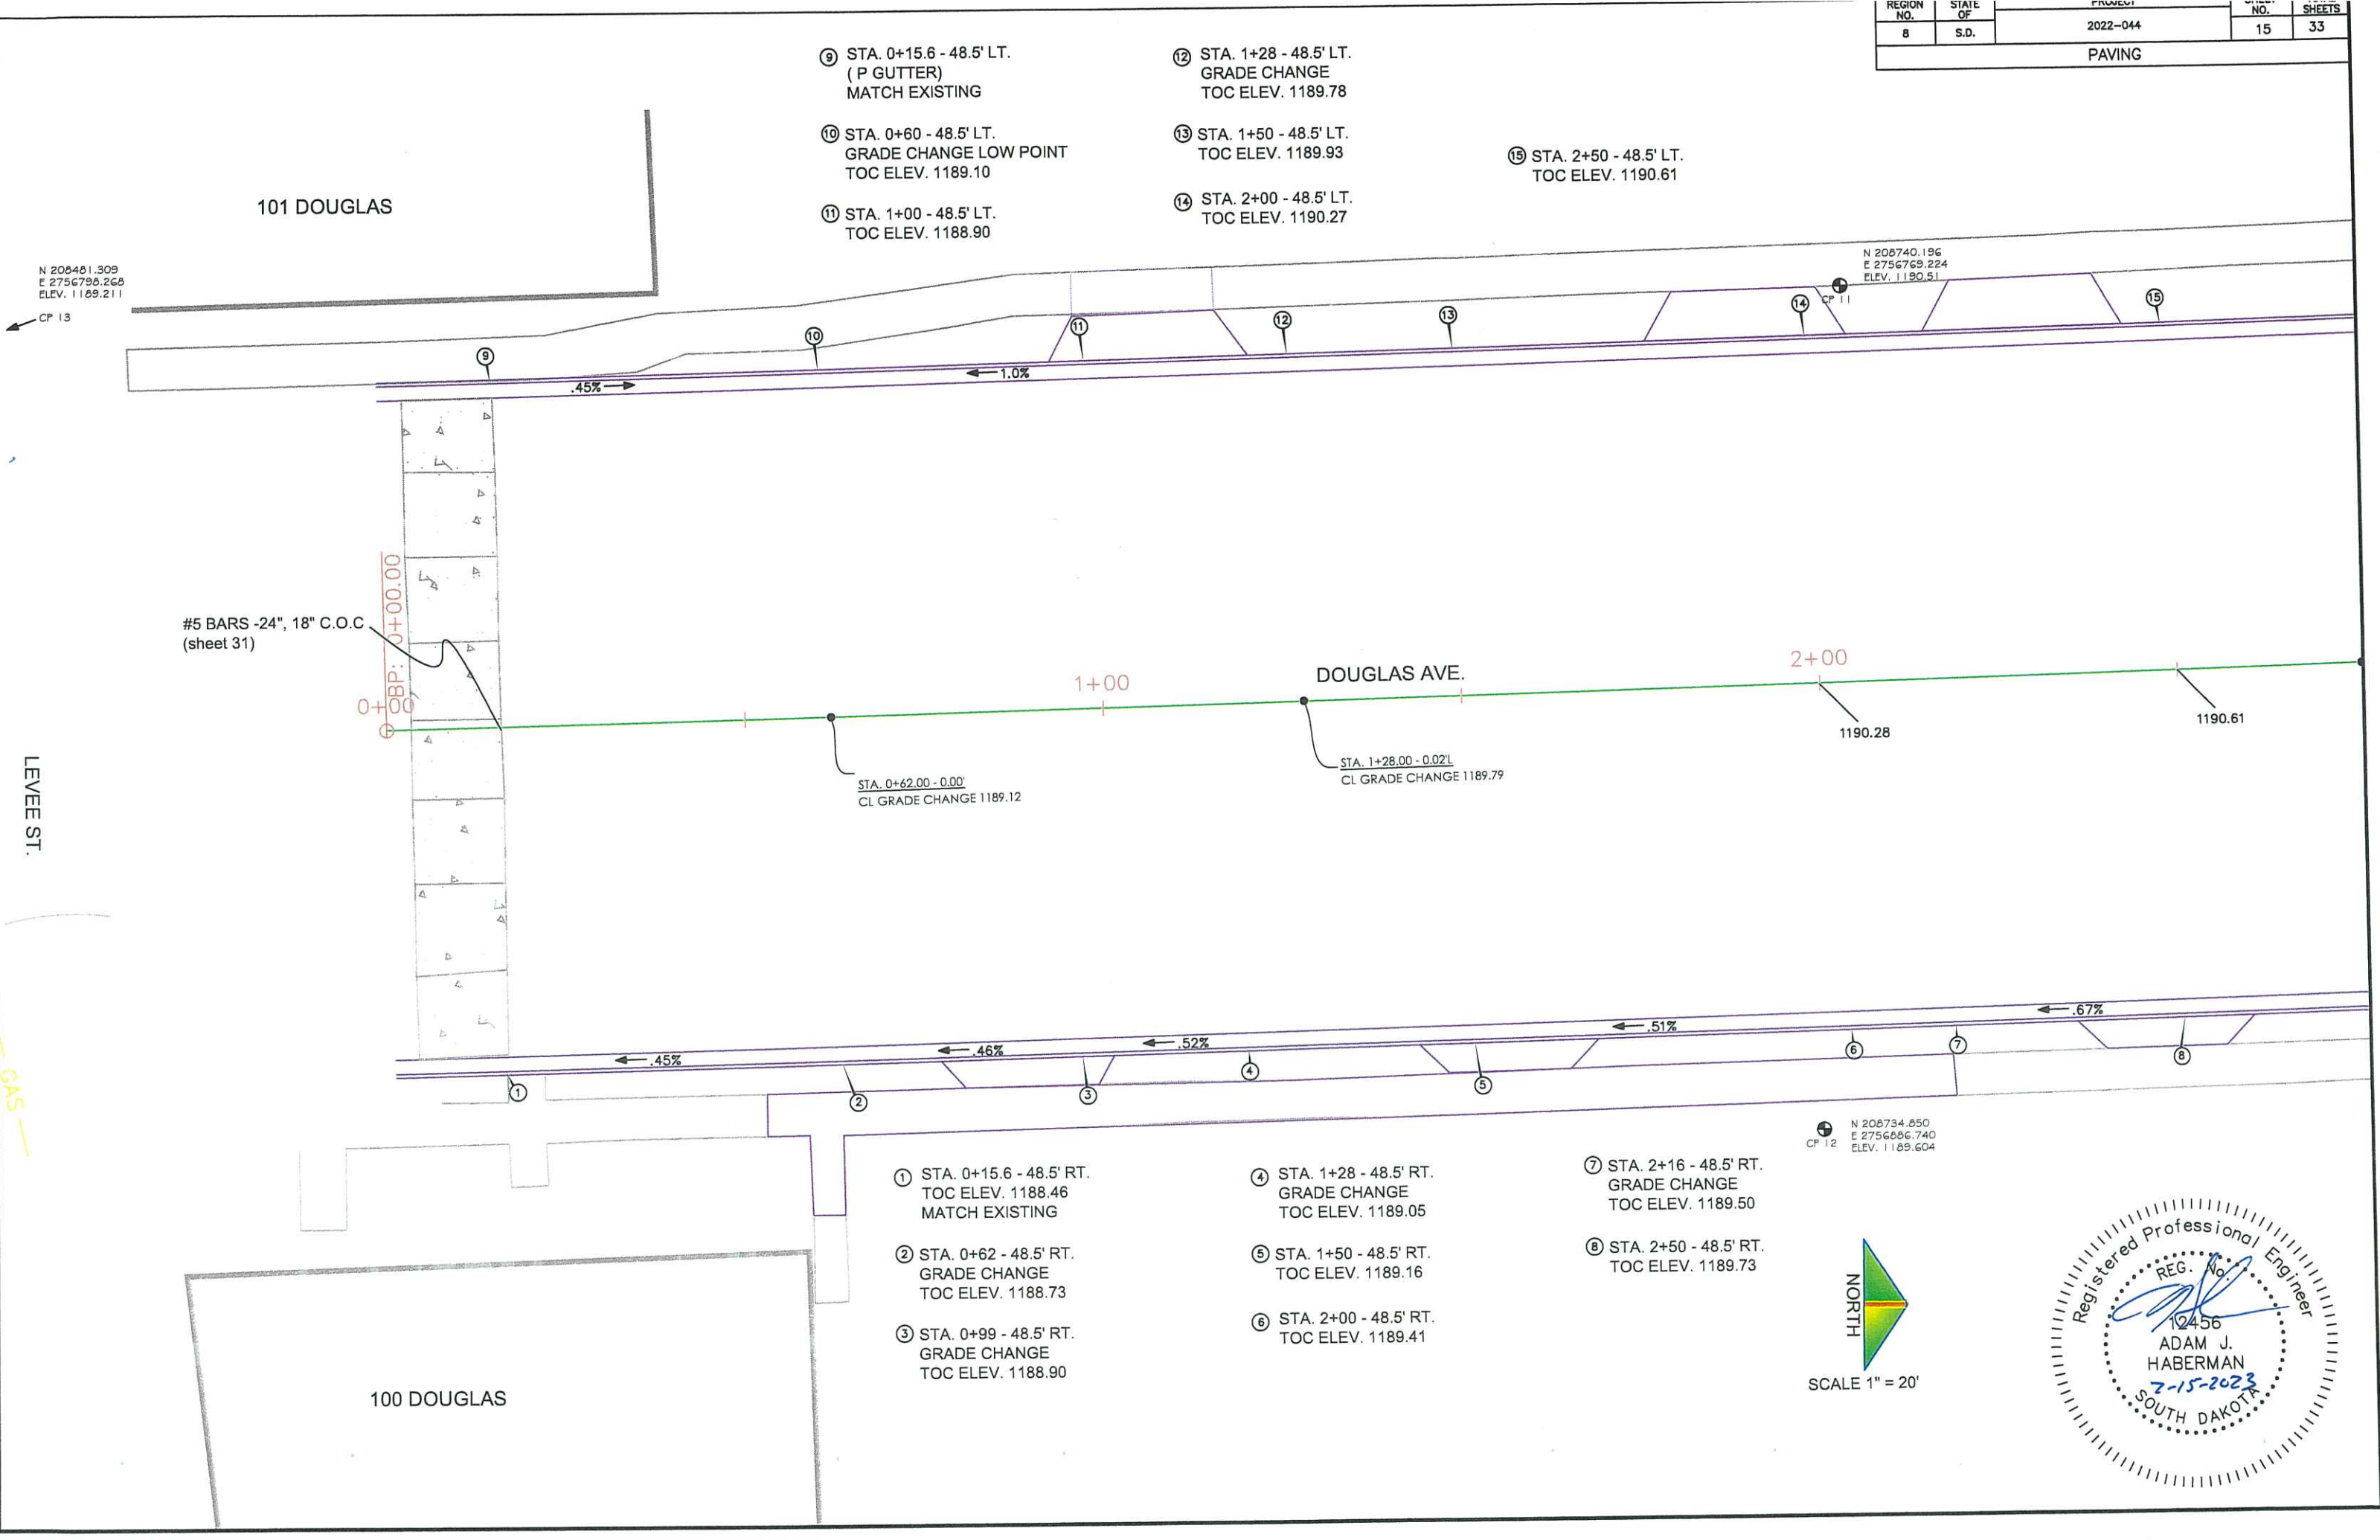 REGION NO.
STATE OF
PROJECT
NO.
SHEETS
8
S.D.
2022-044
15
33
PAVING
⑨ STA. 0+15.6 - 48.5' LT.
( P GUTTER)
MATCH EXISTING
⑩ STA. 0+60 - 48.5' LT.
GRADE CHANGE LOW POINT
TOC ELEV. 1189.10
⑪ STA. 1+00 - 48.5' LT.
TOC ELEV. 1188.90
⑫ STA. 1+28 - 48.5' LT.
GRADE CHANGE
TOC ELEV. 1189.78
⑬ STA. 1+50 - 48.5' LT.
TOC ELEV. 1189.93
⑭ STA. 2+00 - 48.5' LT.
TOC ELEV. 1190.27
⑮ STA. 2+50 - 48.5' LT.
TOC ELEV. 1190.61
101 DOUGLAS
N 208481.309
E 2756798.268
ELEV. 1189.211
CP 13
N 208740.196
E 2756769.224
ELEV. 1190.51
CP 11
⑨
⑩
⑪
⑫
⑬
⑭
⑮
.45%
1.0%
#5 BARS -24", 18" C.O.C
(sheet 31)
BP: 0+00.00
0+00
1+00
DOUGLAS AVE.
2+00
1190.28
1190.61
STA. 0+62.00 - 0.00'
CL GRADE CHANGE 1189.12
STA. 1+28.00 - 0.02'L
CL GRADE CHANGE 1189.79
LEVEE ST.
GAS
.45%
.46%
.52%
.51%
.67%
①
②
③
④
⑤
⑥
⑦
⑧
CP 12
N 208734.850
E 2756886.740
ELEV. 1189.604
① STA. 0+15.6 - 48.5' RT.
TOC ELEV. 1188.46
MATCH EXISTING
② STA. 0+62 - 48.5' RT.
GRADE CHANGE
TOC ELEV. 1188.73
③ STA. 0+99 - 48.5' RT.
GRADE CHANGE
TOC ELEV. 1188.90
④ STA. 1+28 - 48.5' RT.
GRADE CHANGE
TOC ELEV. 1189.05
⑤ STA. 1+50 - 48.5' RT.
TOC ELEV. 1189.16
⑥ STA. 2+00 - 48.5' RT.
TOC ELEV. 1189.41
⑦ STA. 2+16 - 48.5' RT.
GRADE CHANGE
TOC ELEV. 1189.50
⑧ STA. 2+50 - 48.5' RT.
TOC ELEV. 1189.73
100 DOUGLAS
NORTH
SCALE 1" = 20'
Registered Professional Engineer
REG. No.
12456
ADAM J.
HABERMAN
2-15-2023
SOUTH DAKOTA